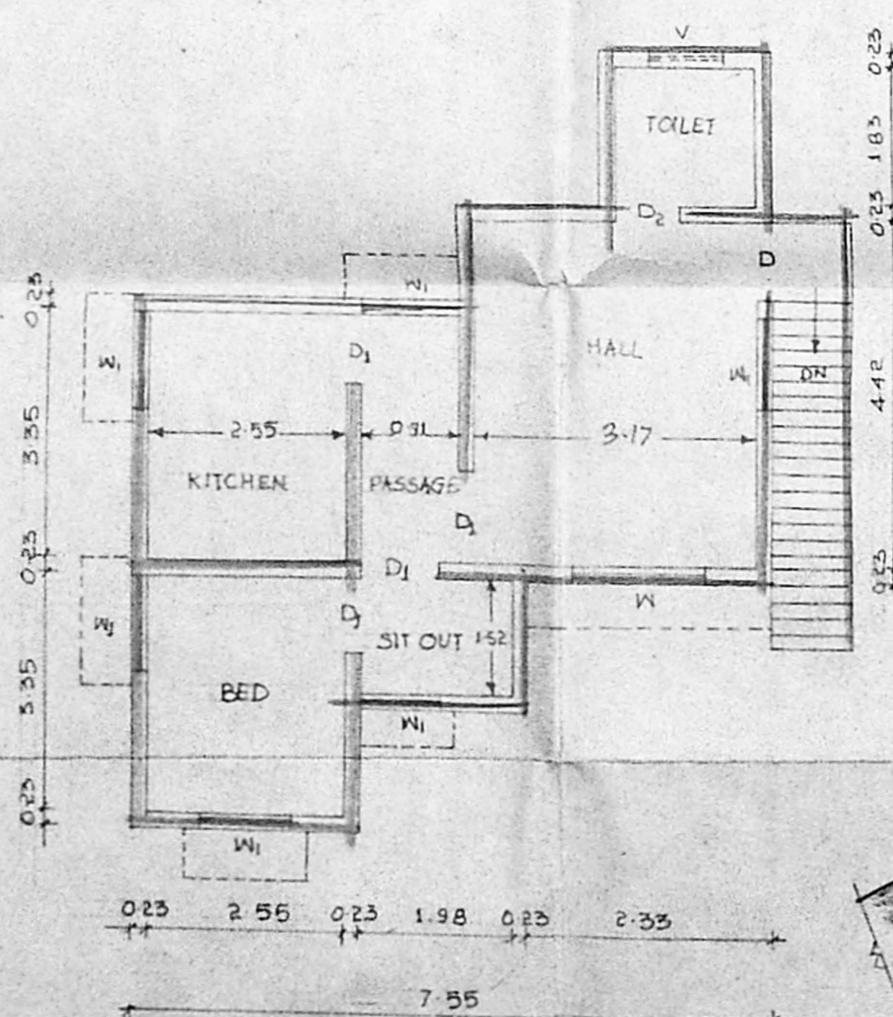 V
0.23
TOILET
1.83
D2
0.23
D
W1
0.23
HALL
D1
W1
W1
DN
4.42
3.35
2.55
0.91
3.17
KITCHEN
PASSAGE
D1
0.23
D1
0.23
W
W1
D1
SIT OUT
1.52
3.35
BED
W1
0.23
W1
0.23
2.55
0.23
1.98
0.23
2.33
7.55